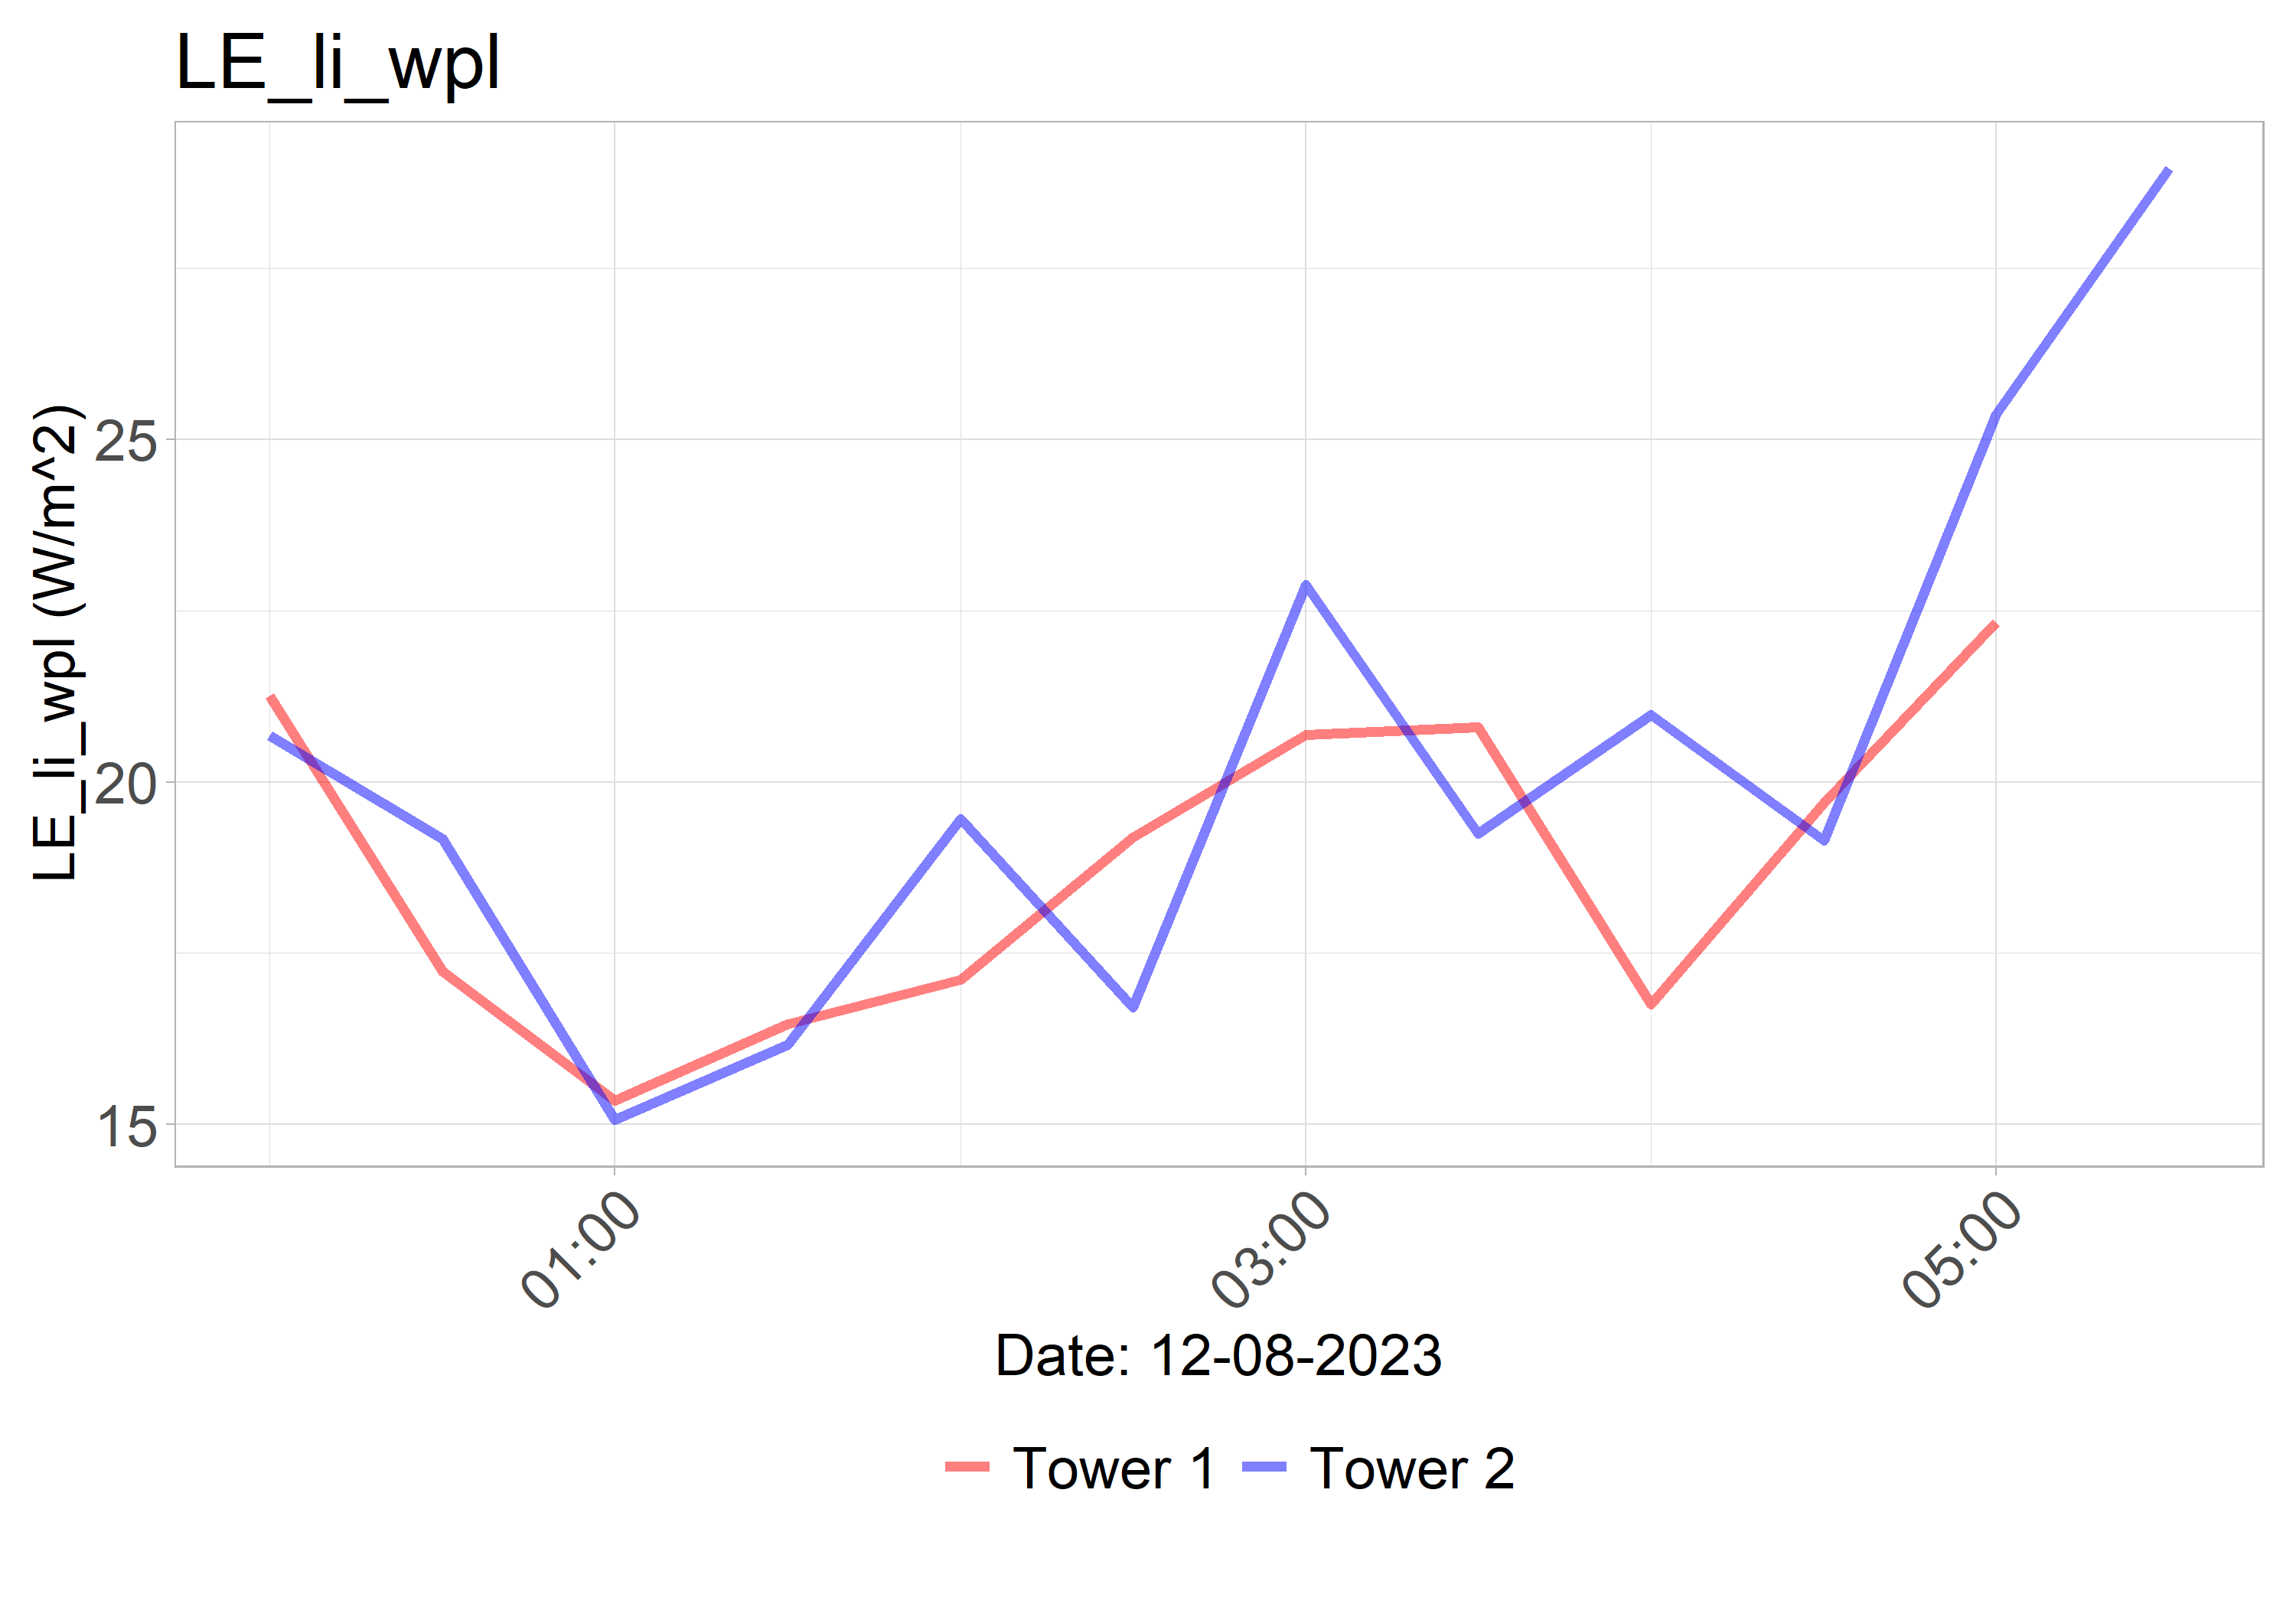 LE_li_wpl
LE_li_wpl (W/m^2)
25
20
15
01:00
03:00
05:00
Date: 12-08-2023
Tower 1
Tower 2